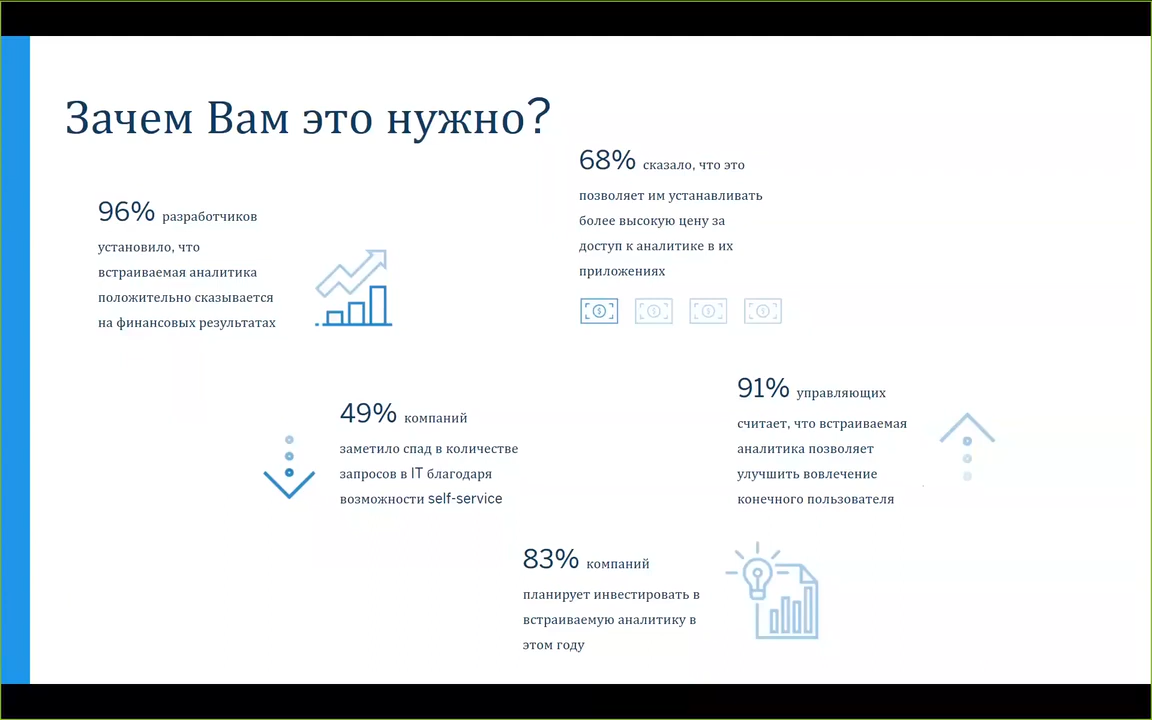 Зачем Вам это нужно?
96% разработчиков
установило, что
встраиваемая аналитика
положительно сказывается
на финансовых результатах
68% сказало, что это
позволяет им устанавливать
более высокую цену за
доступ к аналитике в их
приложениях
49% компаний
заметило спад в количестве
запросов в IT благодаря
возможности self-service
91% управляющих
считает, что встраиваемая
аналитика позволяет
улучшить вовлечение
конечного пользователя
83% компаний
планирует инвестировать в
встраиваемую аналитику в
этом году